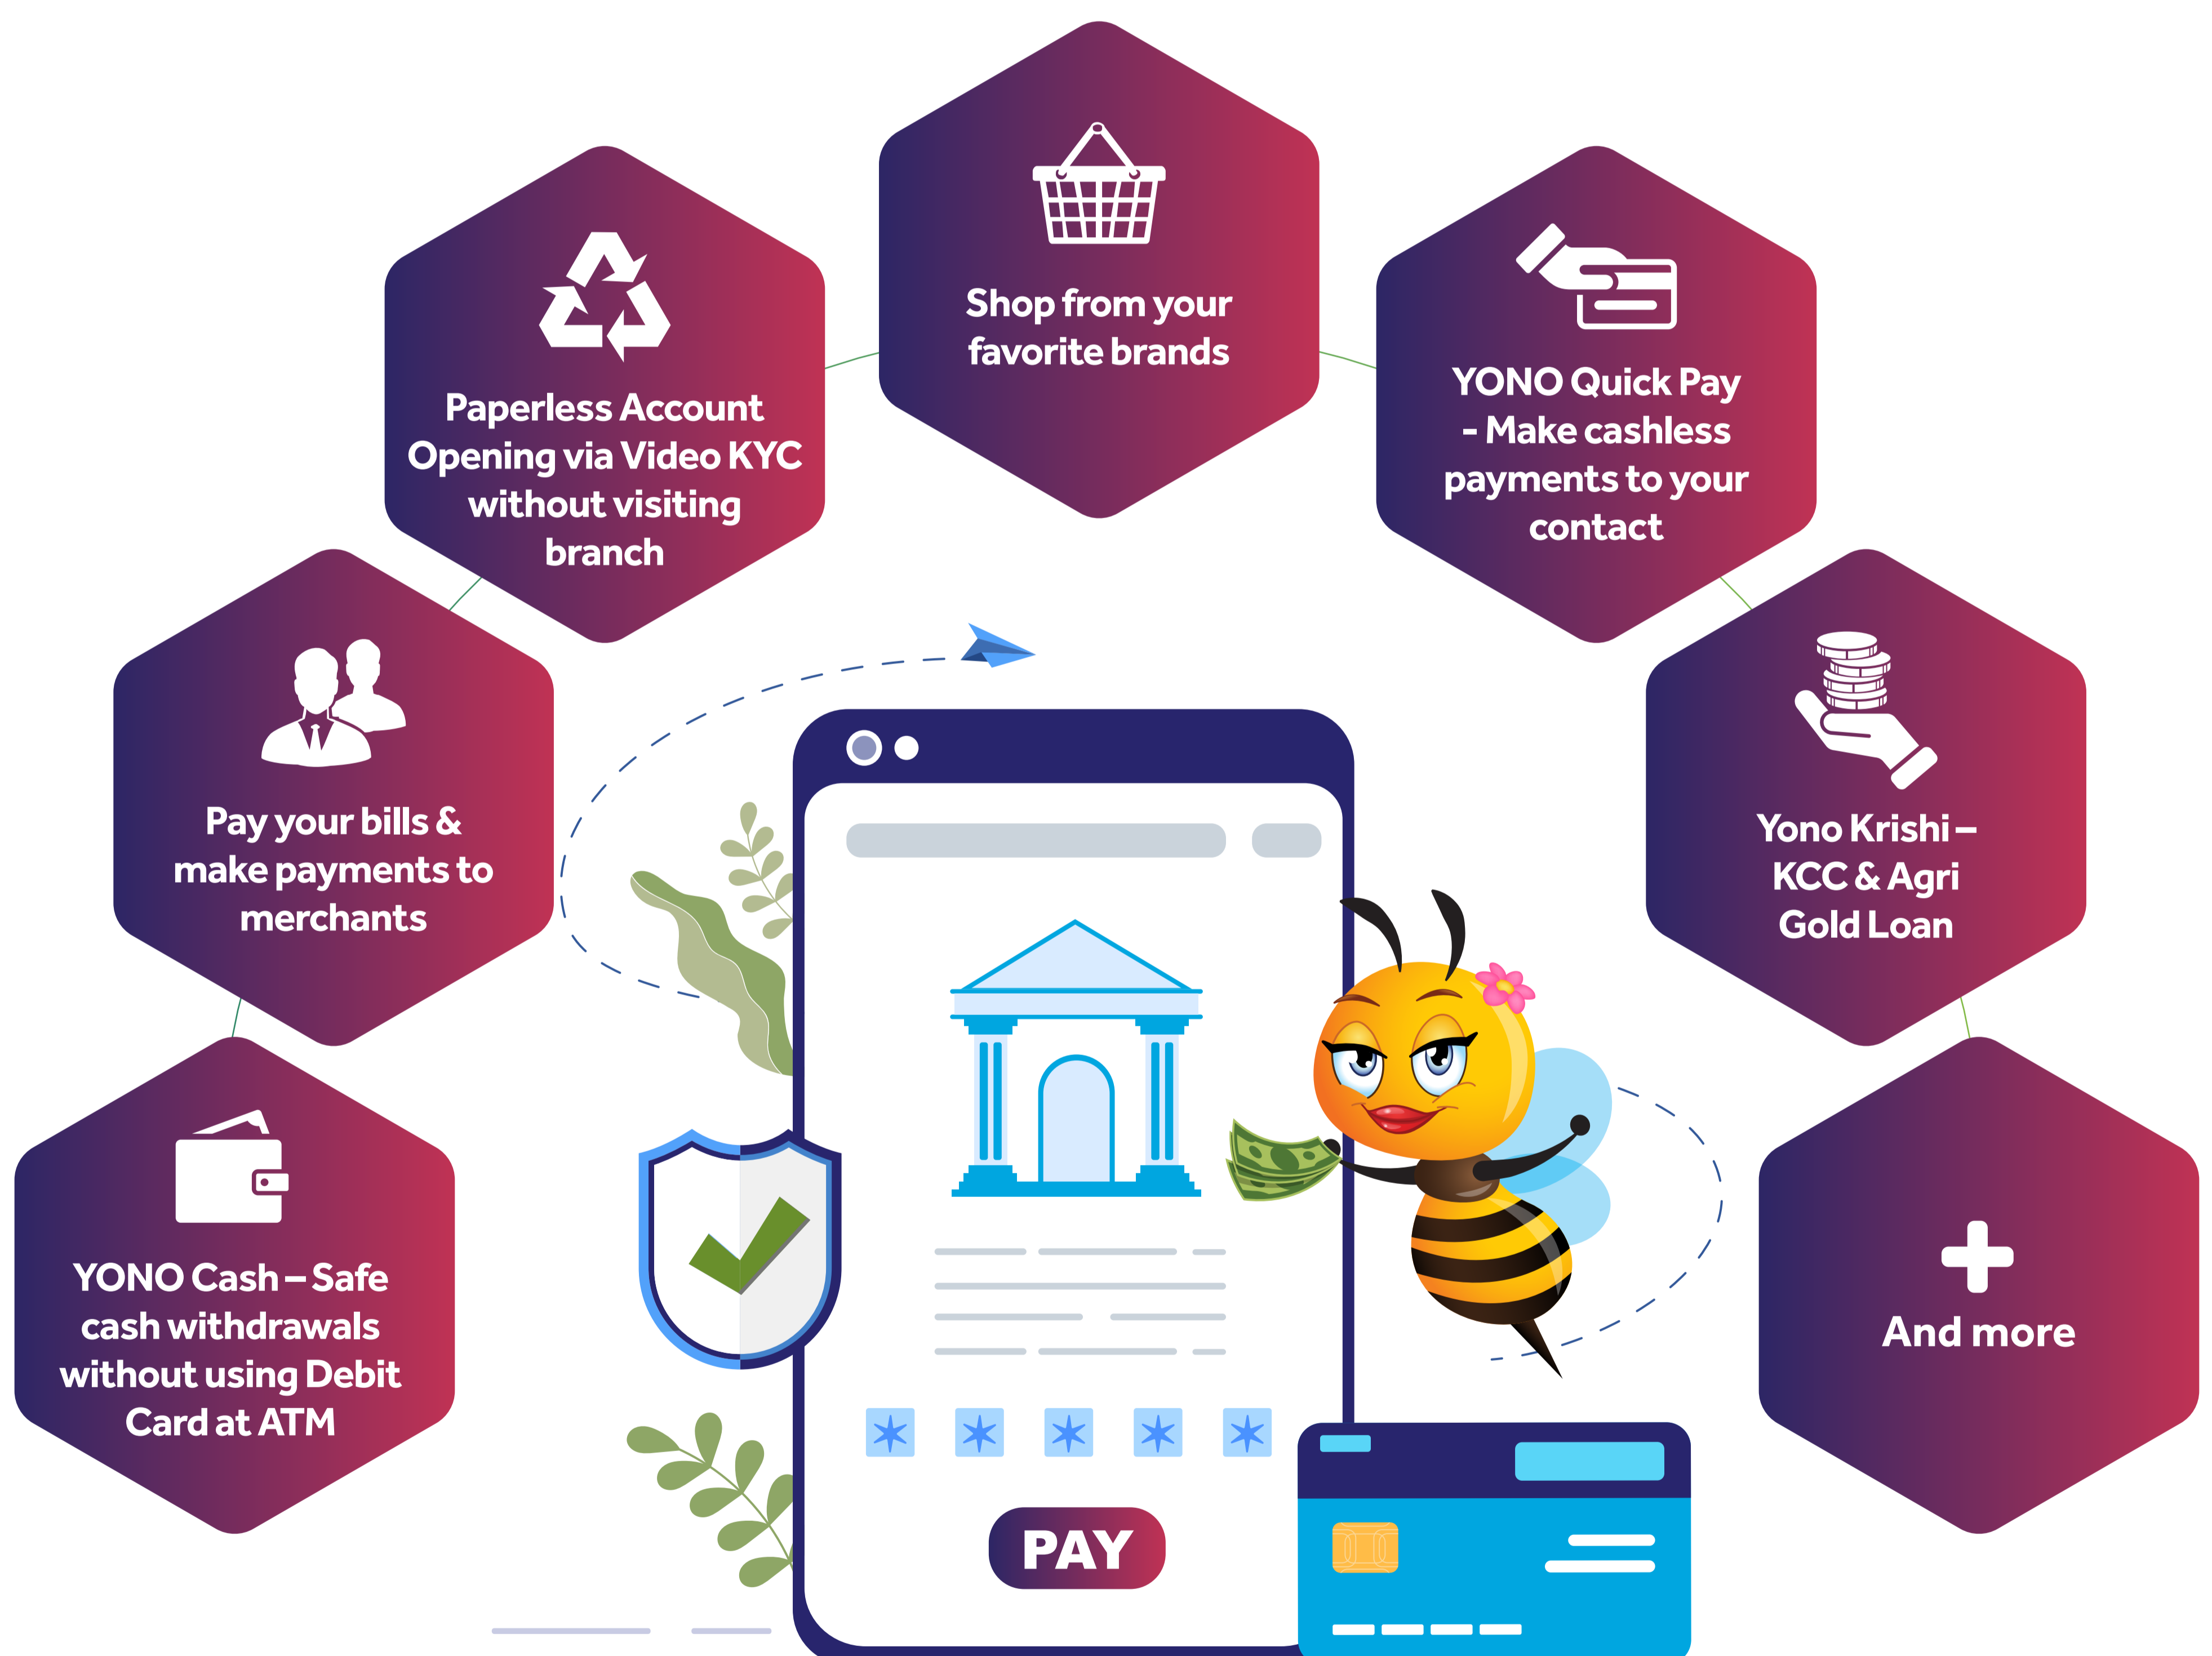 Shop from your
favorite brands
Paperless Account
Opening via Video KYC
without visiting
branch
YONO Quick Pay
- Make cashless
payments to your
contact
Pay your bills &
make payments to
merchants
Yono Krishi –
KCC & Agri
Gold Loan
YONO Cash – Safe
cash withdrawals
without using Debit
Card at ATM
And more
PAY